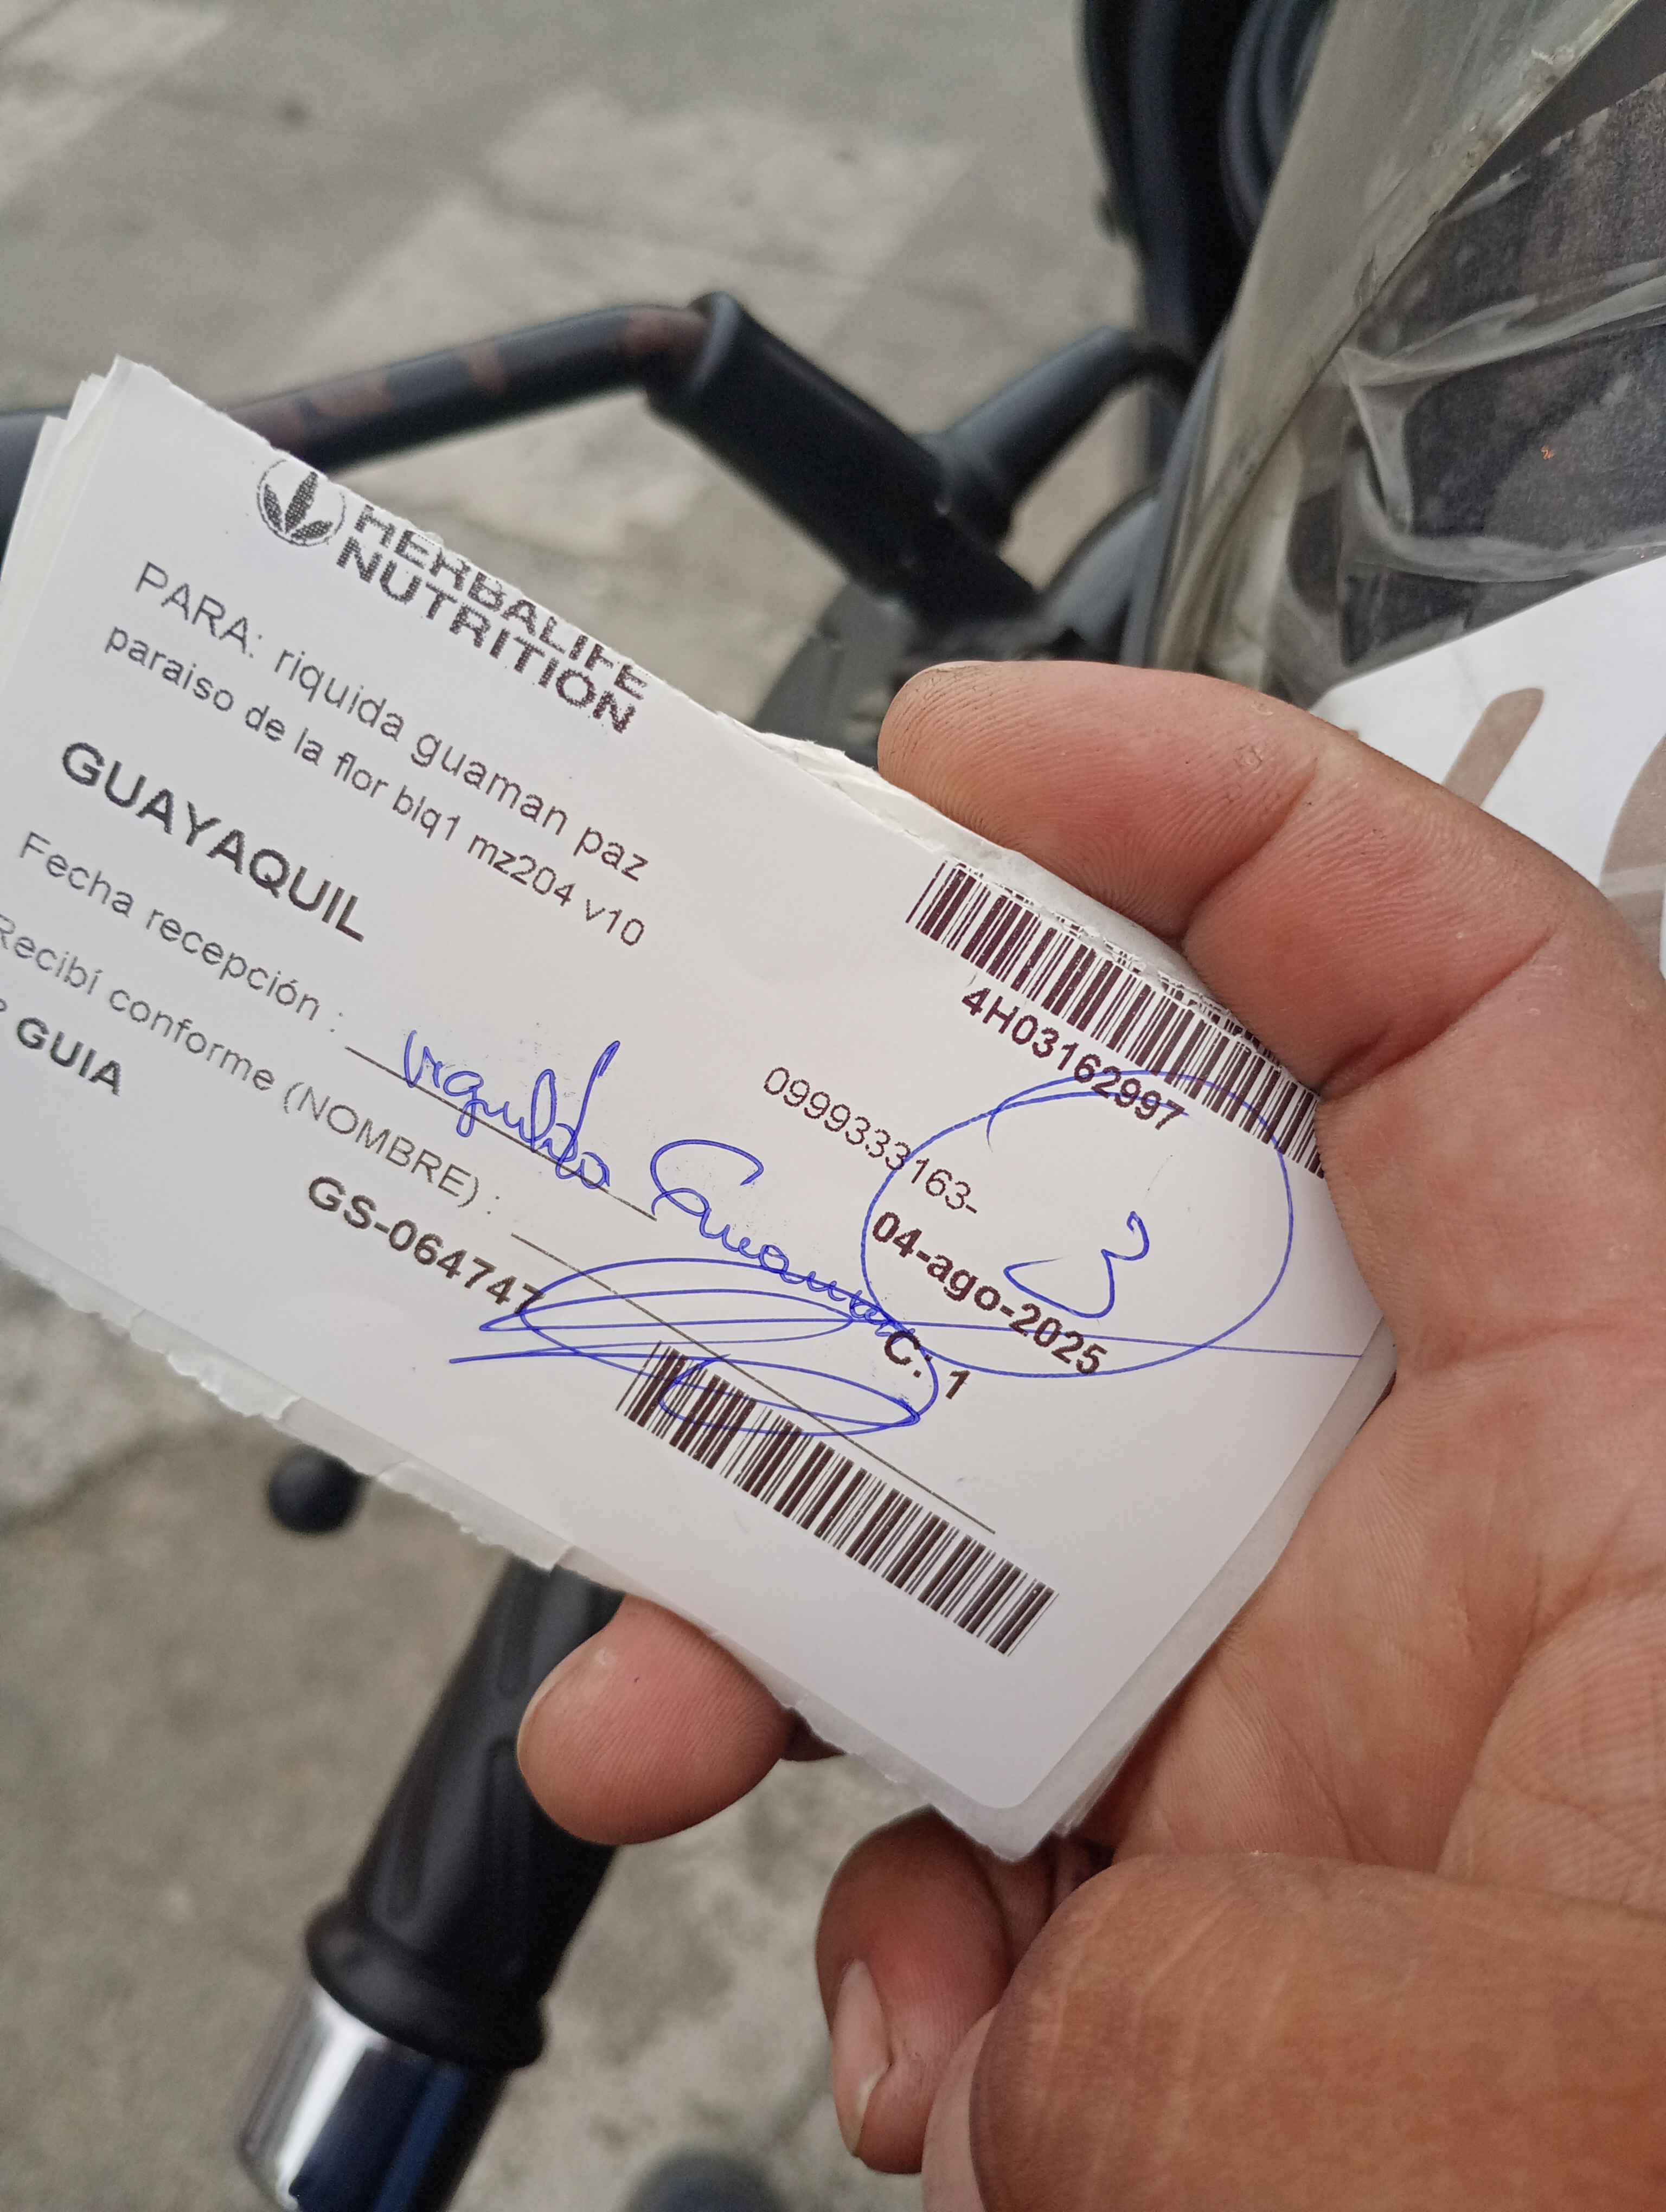 HERBALIFE
NUTRITION
PARA: riquida guaman paz
paraiso de la flor blq1 mz204 v10
GUAYAQUIL
4H03162997
0999333163-
04-ago-2025
3
Fecha recepción :
Recibí conforme (NOMBRE) :
GUIA
GS-064747
C: 1